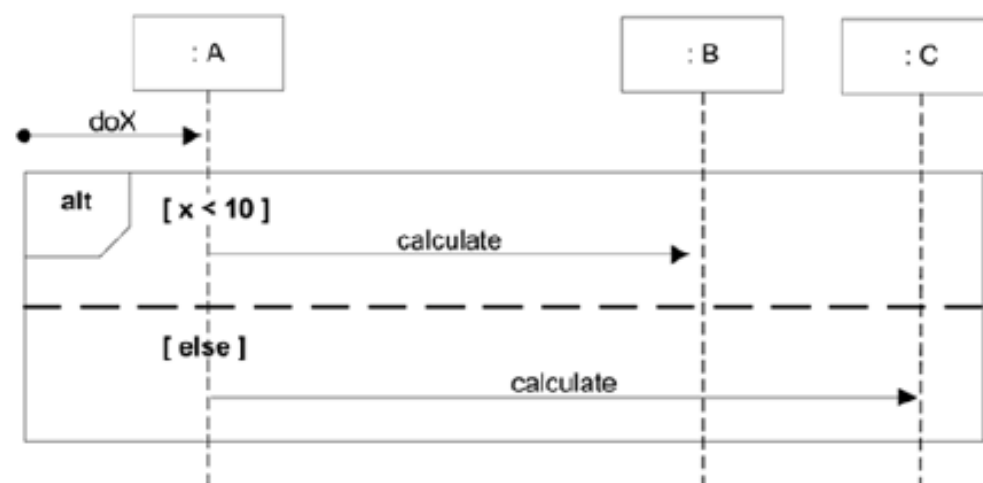 : A
: B
: C
doX
alt
[ x < 10 ]
calculate
[ else ]
calculate